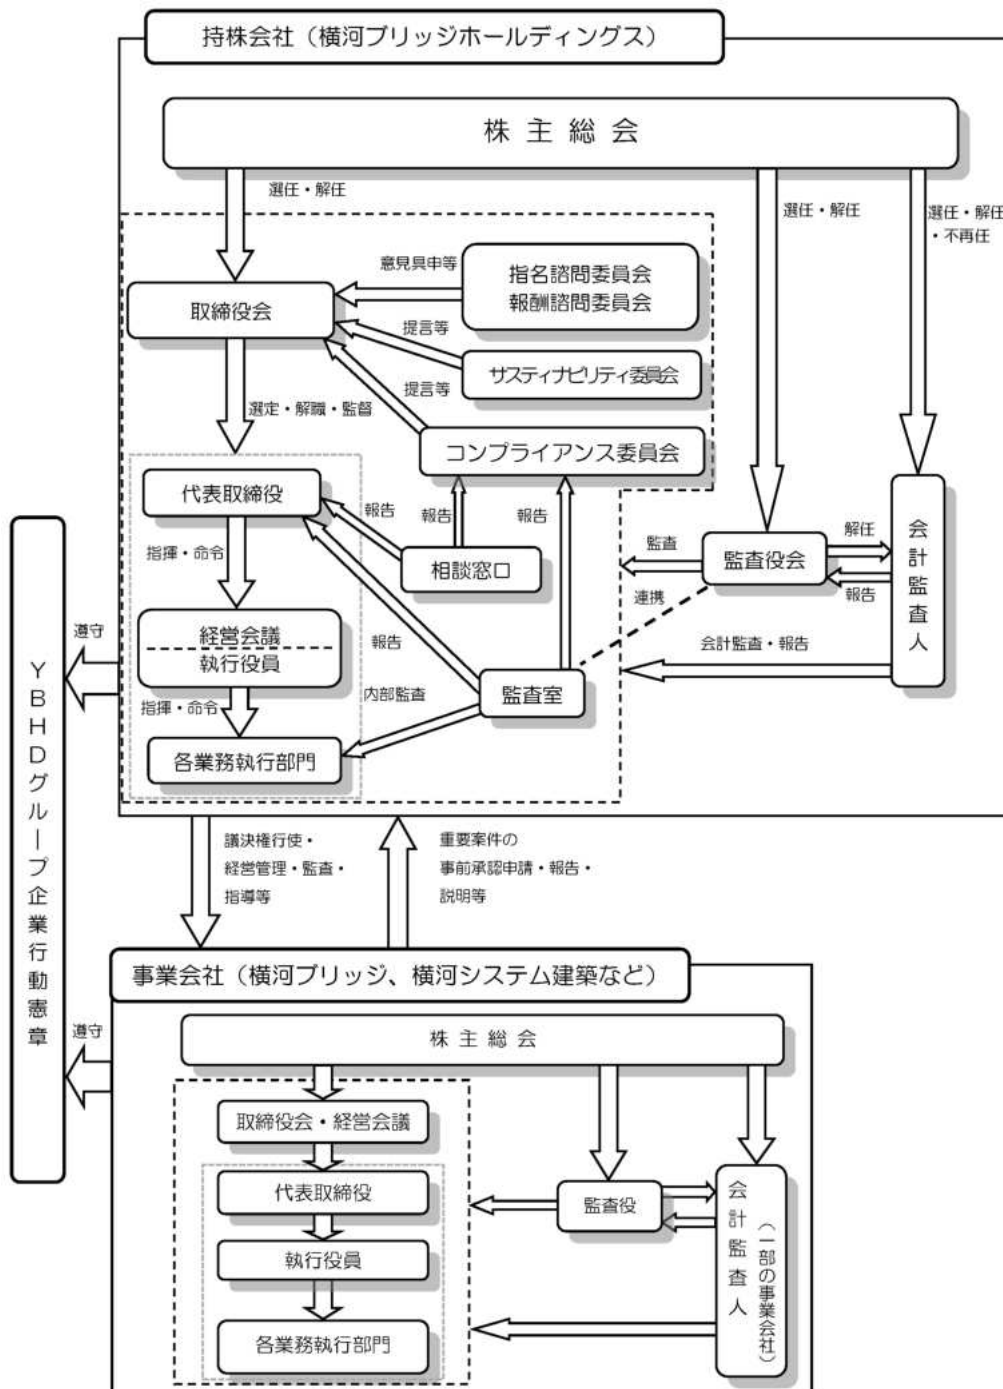 持株会社（横河ブリッジホールディングス）
株主総会
選任・解任
選任・解任
選任・解任
・不再任
意見具申等
指名諮問委員会
報酬諮問委員会
取締役会
提言等
サスティナビリティ委員会
提言等
選定・解職・監督
コンプライアンス委員会
代表取締役
報告
報告
報告
会計監査人
解任
監査
監査役会
指揮・命令
相談窓口
報告
連携
経営会議
執行役員
報告
会計監査・報告
遵守
監査室
内部監査
指揮・命令
各業務執行部門
YBHDグループ企業行動憲章
議決権行使・
経営管理・監査・
指導等
重要案件の
事前承認申請・報告・
説明等
事業会社（横河ブリッジ、横河システム建築など）
遵守
株主総会
取締役会・経営会議
代表取締役
監査役
会計監査人
（一部の事業会社）
執行役員
各業務執行部門